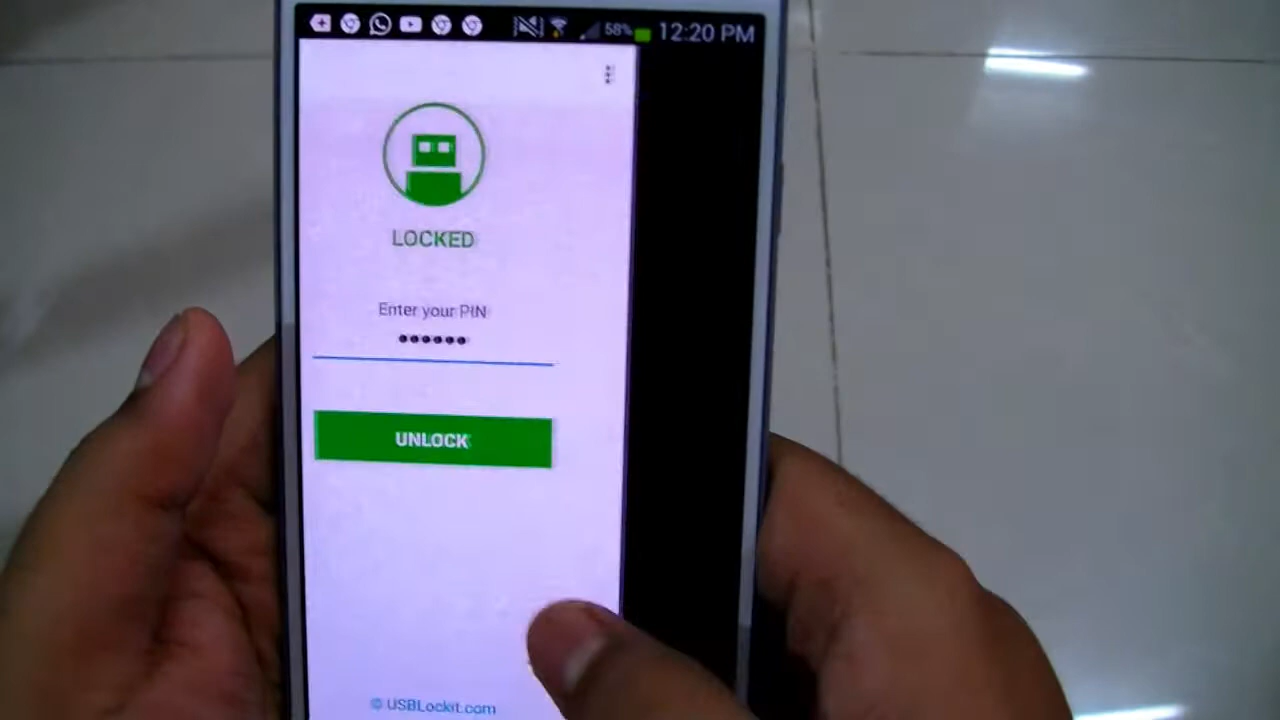 58% 12:20 PM
LOCKED
Enter your PIN
••••••
UNLOCK
© USBLockit.com